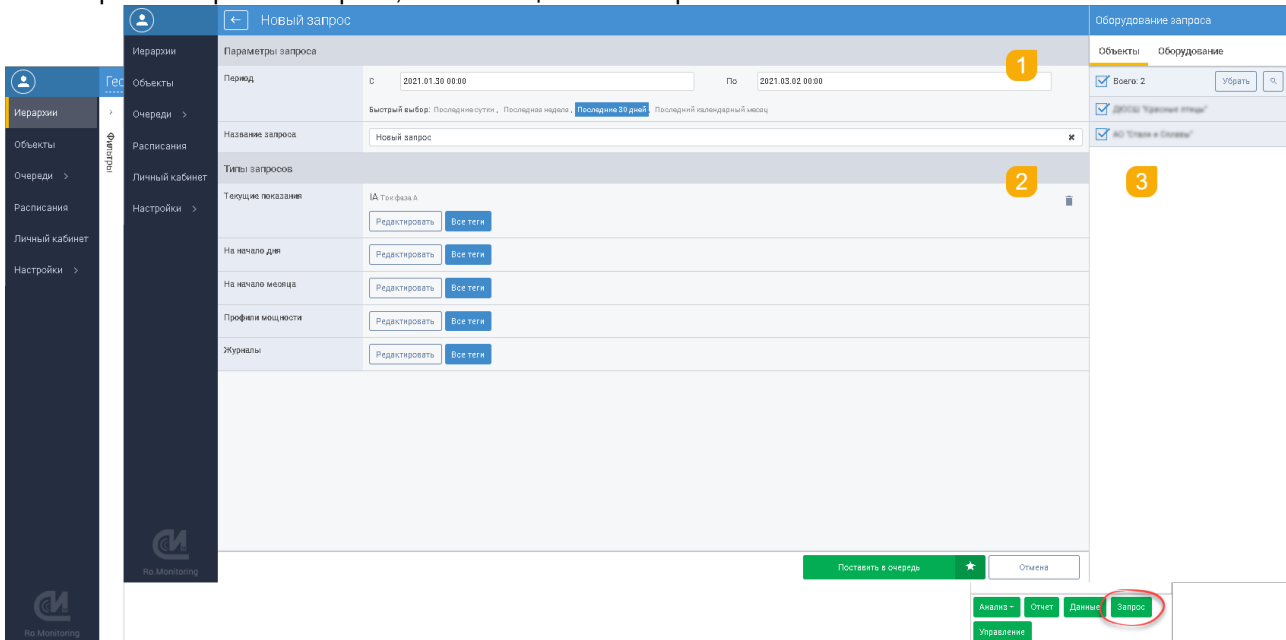 Новый запрос
Оборудование запроса
Иерархии
Объекты
Очереди >
Расписания
Личный кабинет
Настройки >
Ro.Monitoring
Гео
Фильтры
Иерархии
Объекты
Очереди >
Расписания
Личный кабинет
Настройки >
Ro.Monitoring
Параметры запроса
1
Период
С 2021.01.30 00:00 По 2021.03.02 00:00
Быстрый выбор: Последние сутки, Последняя неделя, Последние 30 дней, Последний календарный месяц
Название запроса Новый запрос
Типы запросов
2
Текущие показания IA Ток фаза А
Редактировать Все теги
На начало дня Редактировать Все теги
На начало месяца Редактировать Все теги
Профили мощности Редактировать Все теги
Журналы Редактировать Все теги
Поставить в очередь ★ Отмена
Объекты Оборудование
Всего: 2 Убрать
3
Анализ Отчет Данные Запрос
Управление